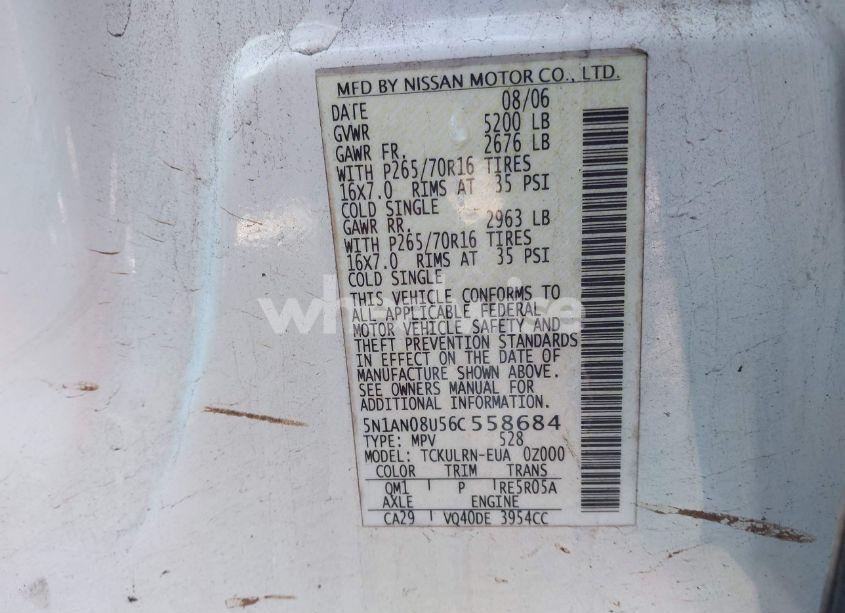 MFD BY NISSAN MOTOR CO., LTD.
DATE 08/06
GVWR 5200 LB
GAWR FR. 2676 LB
WITH P265/70R16 TIRES
16X7.0 RIMS AT 35 PSI
COLD SINGLE
GAWR RR. 2963 LB
WITH P265/70R16 TIRES
16X7.0 RIMS AT 35 PSI
COLD SINGLE
THIS VEHICLE CONFORMS TO
ALL APPLICABLE FEDERAL
MOTOR VEHICLE SAFETY AND
THEFT PREVENTION STANDARDS
IN EFFECT ON THE DATE OF
MANUFACTURE SHOWN ABOVE.
SEE OWNERS MANUAL FOR
ADDITIONAL INFORMATION.
5N1AN08U56C558684
TYPE: MPV 528
MODEL: TCKULRN-EUA 0Z000
COLOR TRIM TRANS
QM1 P RE5R05A
AXLE ENGINE
CA29 VQ40DE 3954CC